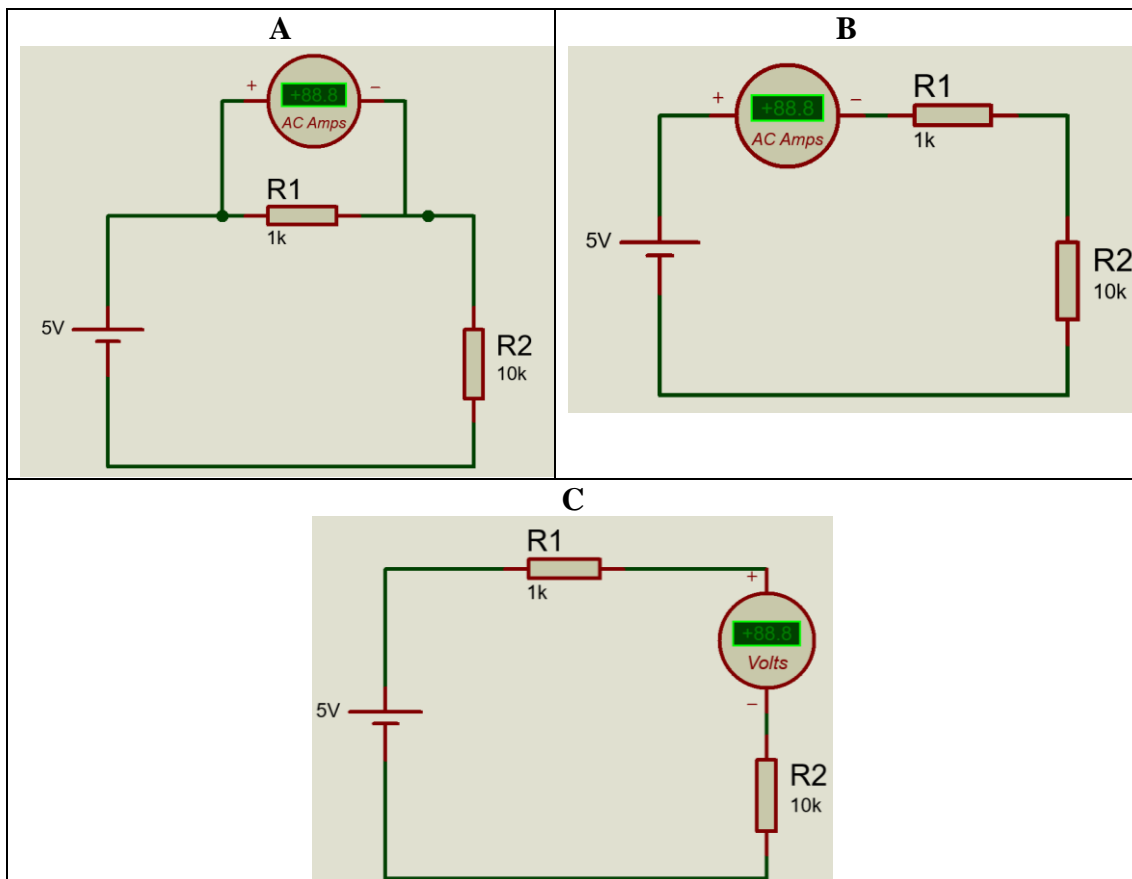 A
+ −
+88.8
AC Amps
R1
1k
5V
R2
10k
B
+ −
+88.8
AC Amps
R1
1k
5V
R2
10k
C
R1
1k
+
+88.8
Volts
−
5V
R2
10k